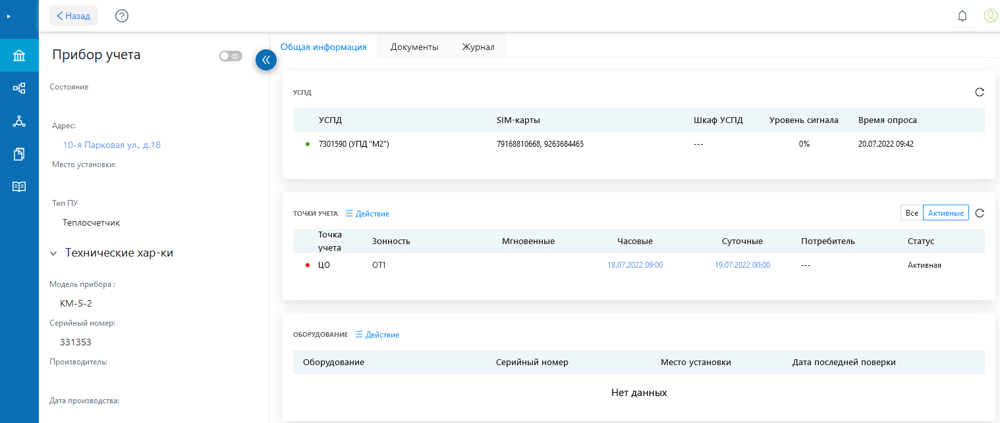 Назад
Прибор учета
Состояние
Адрес:
10-я Парковая ул., д.18
Место установки:
Тип ПУ
Теплосчетчик
Технические хар-ки
Модель прибора :
КМ-5-2
Серийный номер:
331353
Производитель:
Дата производства:
Общая информация Документы Журнал
УСПД
УСПД SIM-карты Шкаф УСПД Уровень сигнала Время опроса
7301590 (УПД "М2") 79168810668, 9263684465 --- 0% 20.07.2022 09:42
ТОЧКИ УЧЕТА Действие Все Активные
Точка учета Зонность Мгновенные Часовые Суточные Потребитель Статус
ЦО ОТ1 18.07.2022 09:00 19.07.2022 00:00 --- Активная
ОБОРУДОВАНИЕ Действие
Оборудование Серийный номер Место установки Дата последней поверки
Нет данных